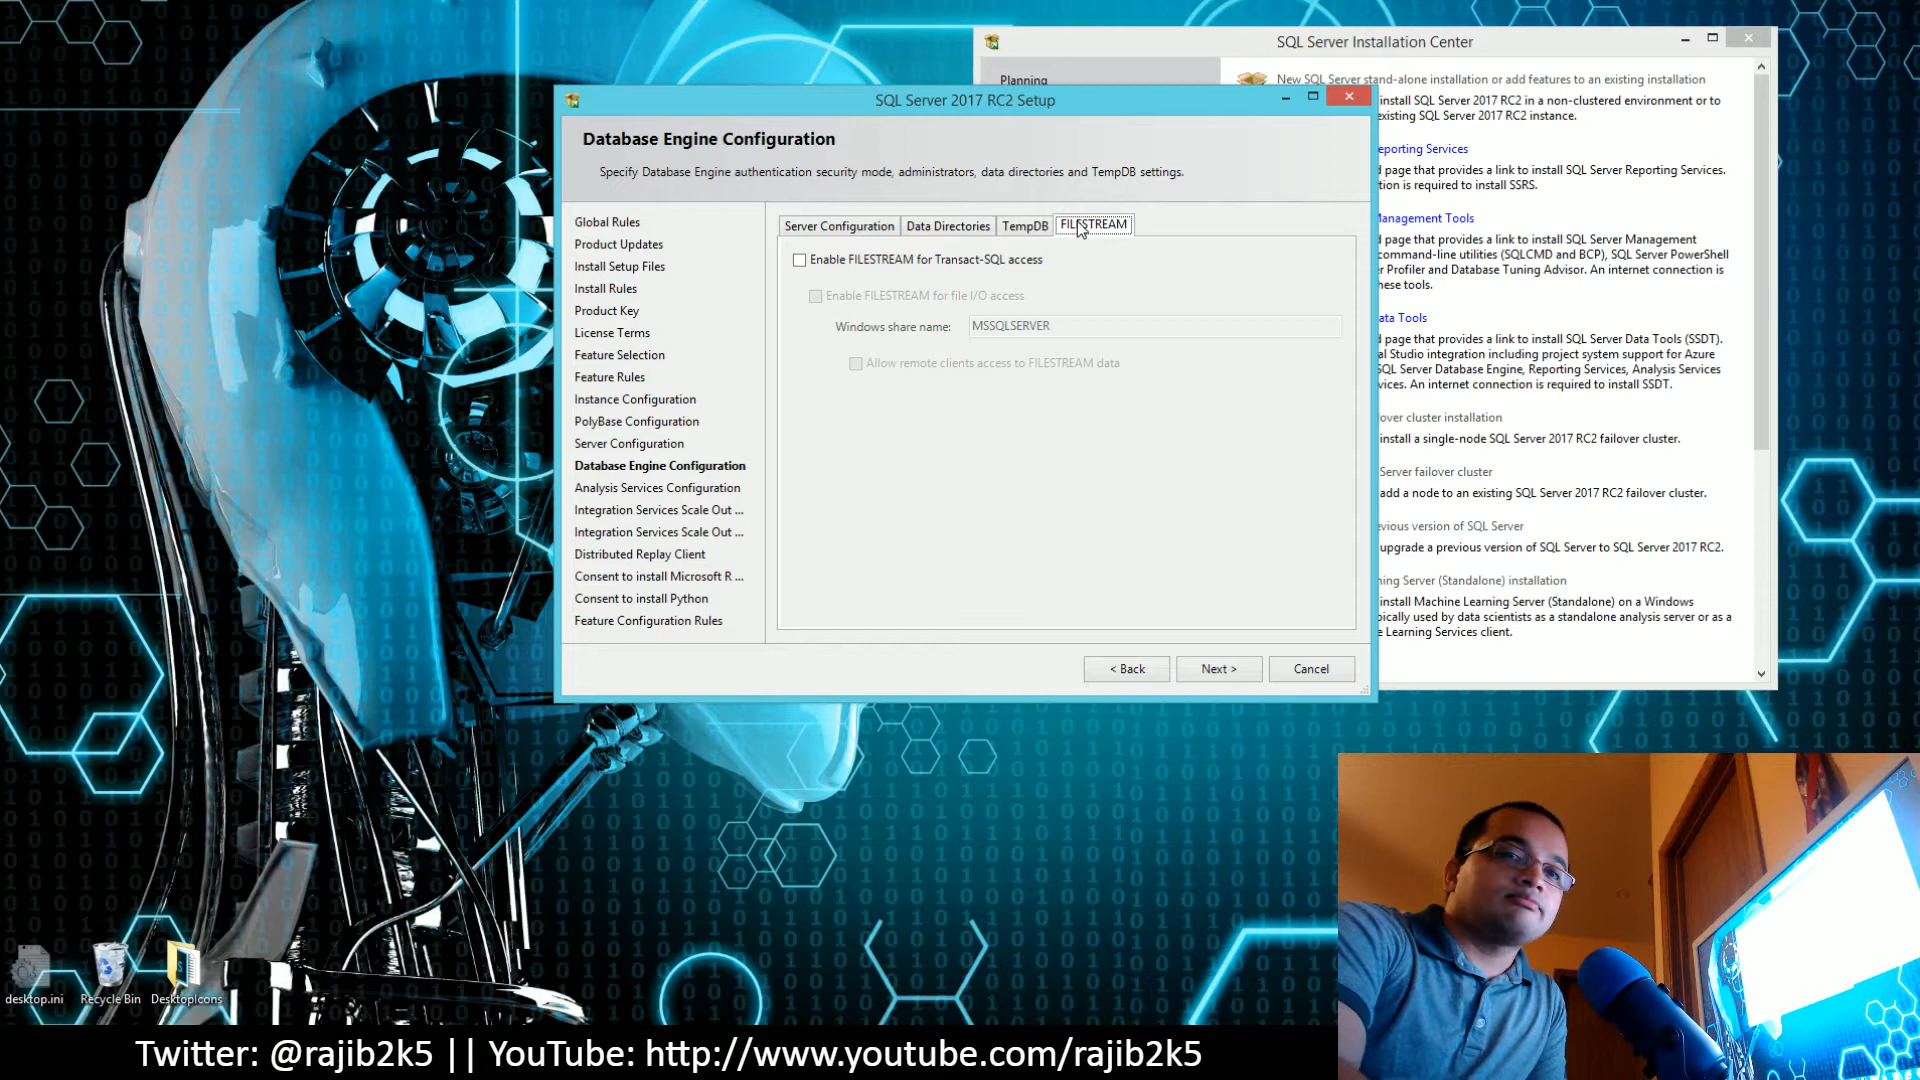 SQL Server Installation Center
Planning
New SQL Server stand-alone installation or add features to an existing installation
install SQL Server 2017 RC2 in a non-clustered environment or to
existing SQL Server 2017 RC2 instance.
eporting Services
d page that provides a link to install SQL Server Reporting Services.
tion is required to install SSRS.
Management Tools
d page that provides a link to install SQL Server Management
command-line utilities (SQLCMD and BCP), SQL Server PowerShell
r Profiler and Database Tuning Advisor. An internet connection is
hese tools.
ata Tools
d page that provides a link to install SQL Server Data Tools (SSDT).
al Studio integration including project system support for Azure
SQL Server Database Engine, Reporting Services, Analysis Services
vices. An internet connection is required to install SSDT.
over cluster installation
install a single-node SQL Server 2017 RC2 failover cluster.
Server failover cluster
add a node to an existing SQL Server 2017 RC2 failover cluster.
evious version of SQL Server
upgrade a previous version of SQL Server to SQL Server 2017 RC2.
ning Server (Standalone) installation
install Machine Learning Server (Standalone) on a Windows
pically used by data scientists as a standalone analysis server or as a
e Learning Services client.
SQL Server 2017 RC2 Setup
Database Engine Configuration
Specify Database Engine authentication security mode, administrators, data directories and TempDB settings.
Global Rules
Product Updates
Install Setup Files
Install Rules
Product Key
License Terms
Feature Selection
Feature Rules
Instance Configuration
PolyBase Configuration
Server Configuration
Database Engine Configuration
Analysis Services Configuration
Integration Services Scale Out ...
Integration Services Scale Out ...
Distributed Replay Client
Consent to install Microsoft R ...
Consent to install Python
Feature Configuration Rules
Server Configuration
Data Directories
TempDB
FILESTREAM
Enable FILESTREAM for Transact-SQL access
Enable FILESTREAM for file I/O access
Windows share name: MSSQLSERVER
Allow remote clients access to FILESTREAM data
< Back
Next >
Cancel
desktop.ini
Recycle Bin
DesktopIcons
Twitter: @rajib2k5 || YouTube: http://www.youtube.com/rajib2k5